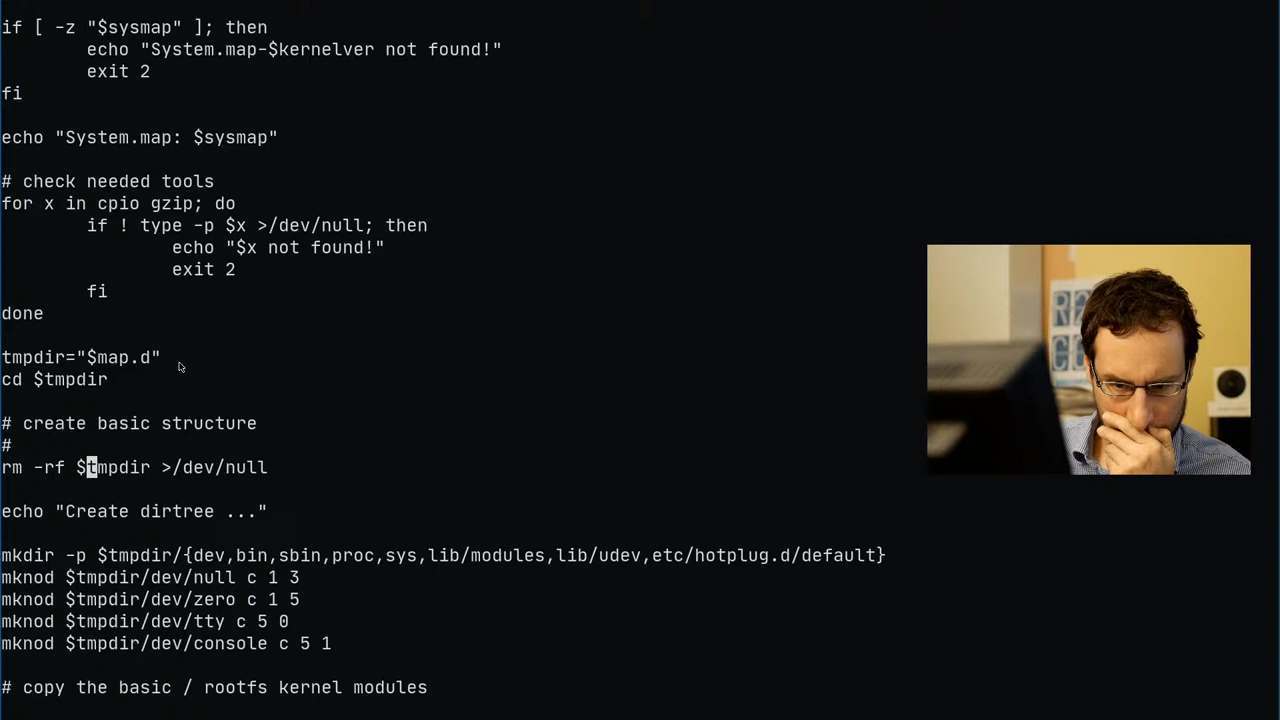 if [ -z "$sysmap" ]; then
echo "System.map-$kernelver not found!"
exit 2
fi
echo "System.map: $sysmap"
# check needed tools
for x in cpio gzip; do
if ! type -p $x >/dev/null; then
echo "$x not found!"
exit 2
fi
done
tmpdir="$map.d"
cd $tmpdir
# create basic structure
#
rm -rf $tmpdir >/dev/null
echo "Create dirtree ..."
mkdir -p $tmpdir/{dev,bin,sbin,proc,sys,lib/modules,lib/udev,etc/hotplug.d/default}
mknod $tmpdir/dev/null c 1 3
mknod $tmpdir/dev/zero c 1 5
mknod $tmpdir/dev/tty c 5 0
mknod $tmpdir/dev/console c 5 1
# copy the basic / rootfs kernel modules